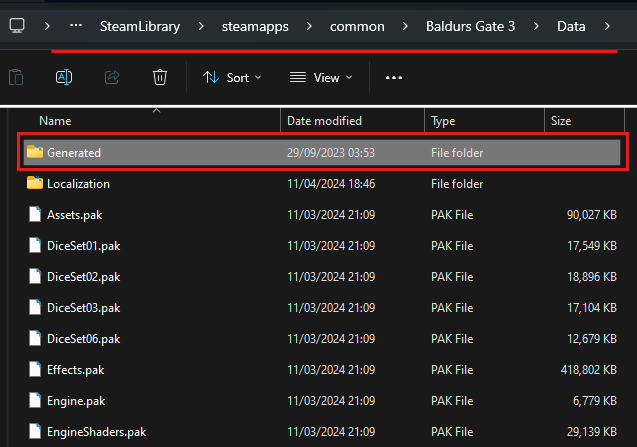 ··· SteamLibrary steamapps common Baldurs Gate 3 Data
Sort View ···
Name Date modified Type Size
Generated 29/09/2023 03:53 File folder
Localization 11/04/2024 18:46 File folder
Assets.pak 11/03/2024 21:09 PAK File 90,027 KB
DiceSet01.pak 11/03/2024 21:09 PAK File 17,549 KB
DiceSet02.pak 11/03/2024 21:09 PAK File 18,896 KB
DiceSet03.pak 11/03/2024 21:09 PAK File 17,104 KB
DiceSet06.pak 11/03/2024 21:09 PAK File 12,679 KB
Effects.pak 11/03/2024 21:09 PAK File 418,802 KB
Engine.pak 11/03/2024 21:09 PAK File 6,779 KB
EngineShaders.pak 11/03/2024 21:09 PAK File 29,139 KB